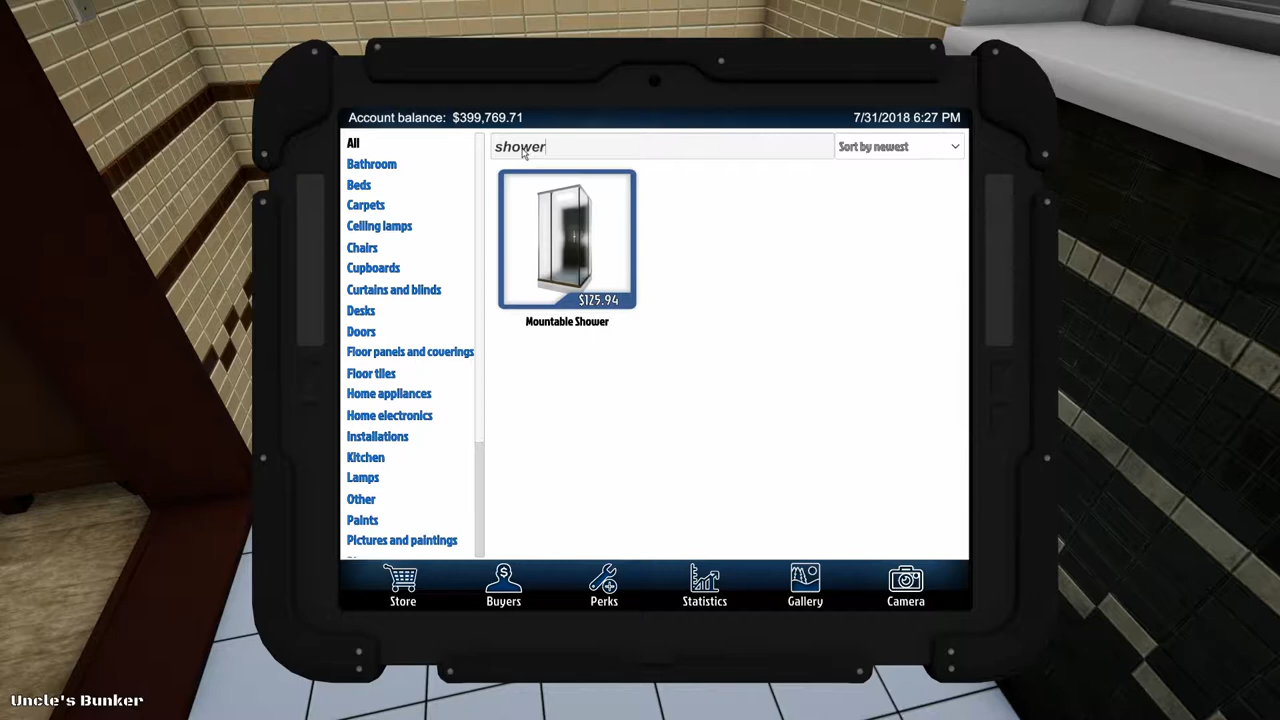 Account balance: $399,769.71
7/31/2018 6:27 PM
All
Bathroom
Beds
Carpets
Ceiling lamps
Chairs
Cupboards
Curtains and blinds
Desks
Doors
Floor panels and coverings
Floor tiles
Home appliances
Home electronics
Installations
Kitchen
Lamps
Other
Paints
Pictures and paintings
shower
Sort by newest
$125.94
Mountable Shower
Store
Buyers
Perks
Statistics
Gallery
Camera
Uncle's Bunker